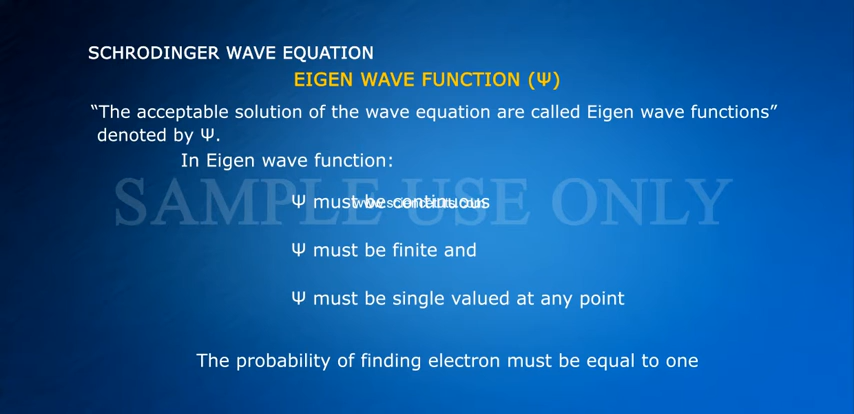 SCHRODINGER WAVE EQUATION
EIGEN WAVE FUNCTION (Ψ)
“The acceptable solution of the wave equation are called Eigen wave functions”
denoted by Ψ.
In Eigen wave function:
SAMPLE USE ONLY
Ψ must be continuous
Ψ must be finite and
Ψ must be single valued at any point
The probability of finding electron must be equal to one